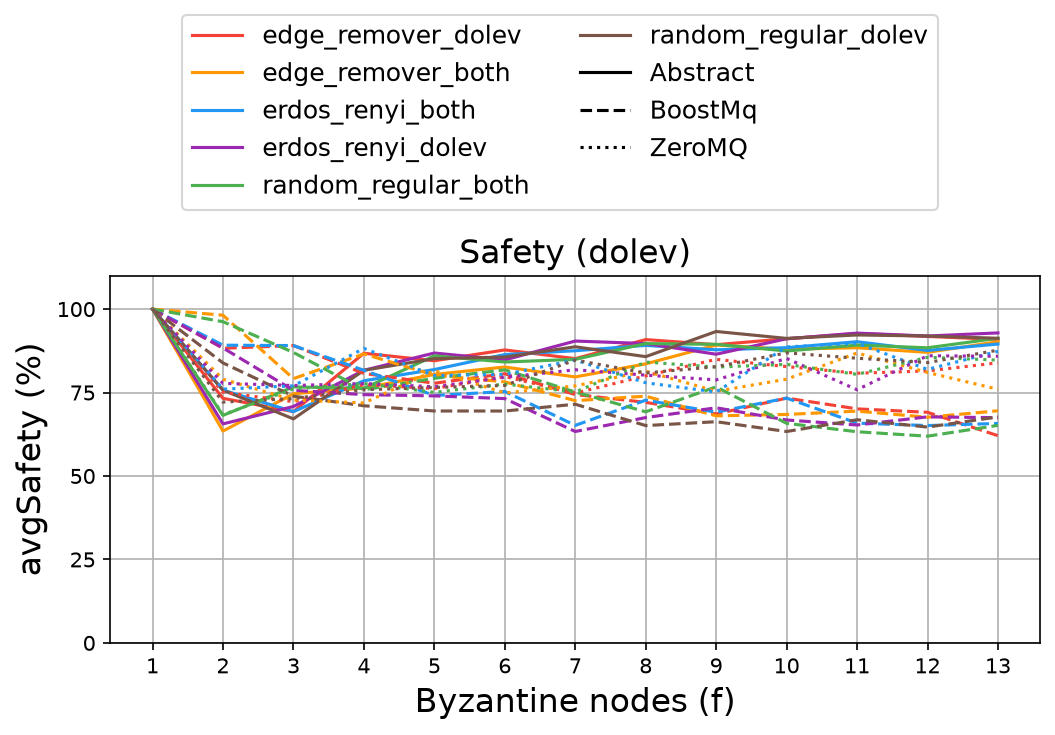 edge_remover_dolev
edge_remover_both
erdos_renyi_both
erdos_renyi_dolev
random_regular_both
random_regular_dolev
Abstract
BoostMq
ZeroMQ
Safety (dolev)
avgSafety (%)
100
75
50
25
0
1 2 3 4 5 6 7 8 9 10 11 12 13
Byzantine nodes (f)